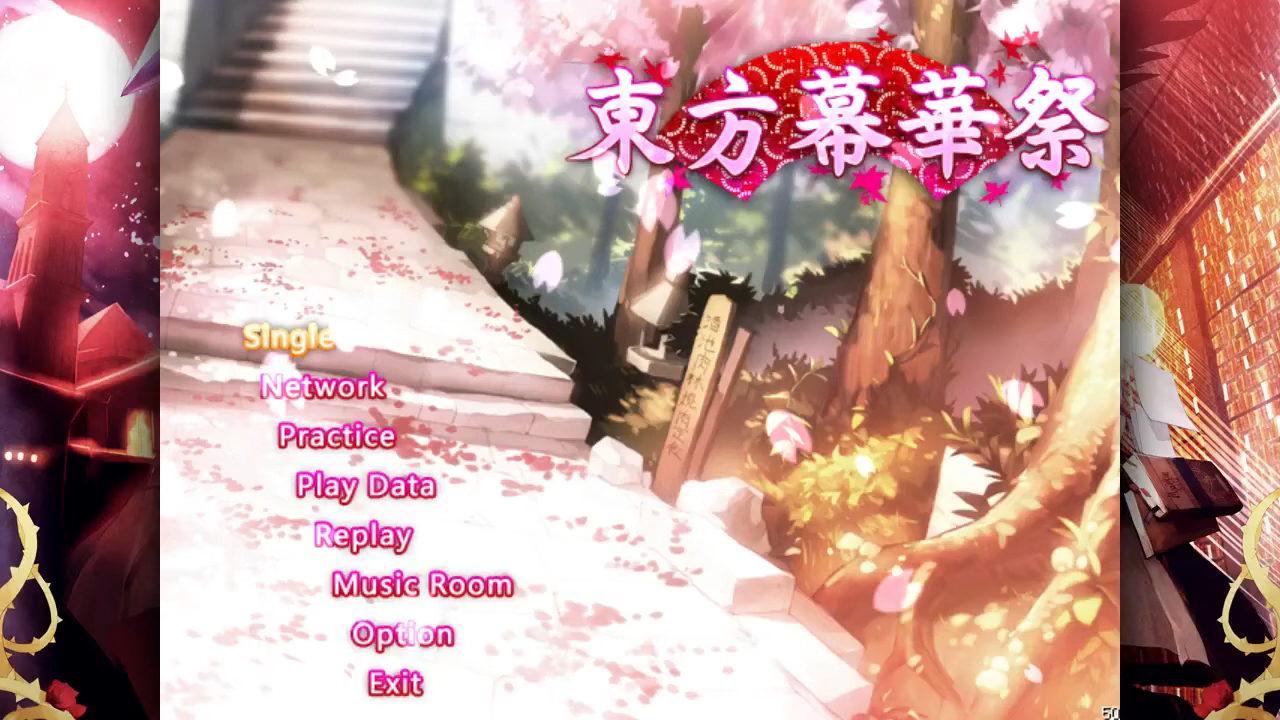 東方幕華祭
Single
Network
Practice
Play Data
Replay
Music Room
Option
Exit